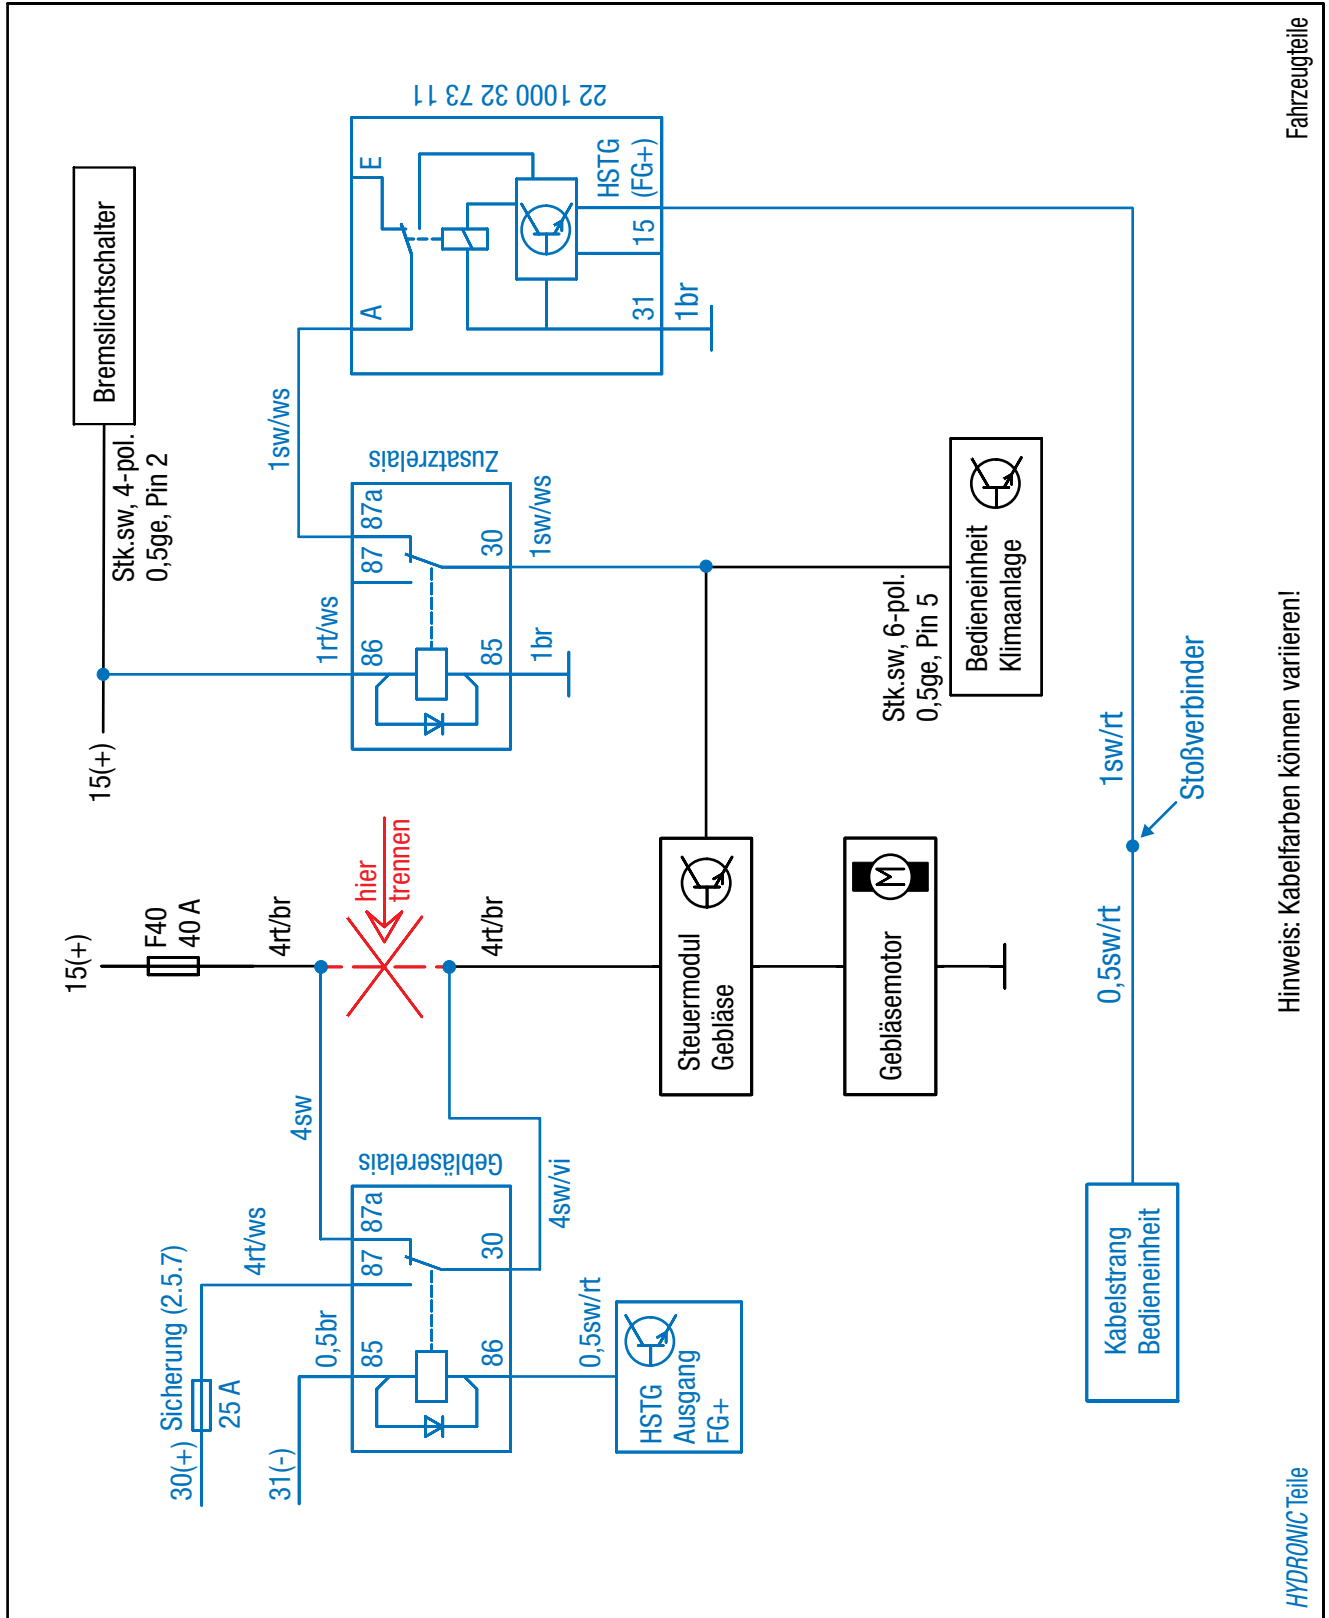 30(+)
Sicherung (2.5.7)
25 A
4rt/ws
31(-)
0,5br
85
87
87a
86
30
Gebläserelais
4sw
4sw/vi
0,5sw/rt
HSTG
Ausgang
FG+
15(+)
F40
40 A
4rt/br
hier
trennen
4rt/br
Steuermodul
Gebläse
Gebläsemotor
M
15(+)
Bremslichtschalter
Stk.sw, 4-pol.
0,5ge, Pin 2
1rt/ws
1sw/ws
86
87
87a
85
30
Zusatzrelais
1br
1sw/ws
Stk.sw, 6-pol.
0,5ge, Pin 5
Bedieneinheit
Klimaanlage
A
E
31
15
HSTG
(FG+)
22 1000 32 73 11
1br
Kabelstrang
Bedieneinheit
0,5sw/rt
1sw/rt
Stoßverbinder
Hinweis: Kabelfarben können variieren!
HYDRONIC Teile
Fahrzeugteile